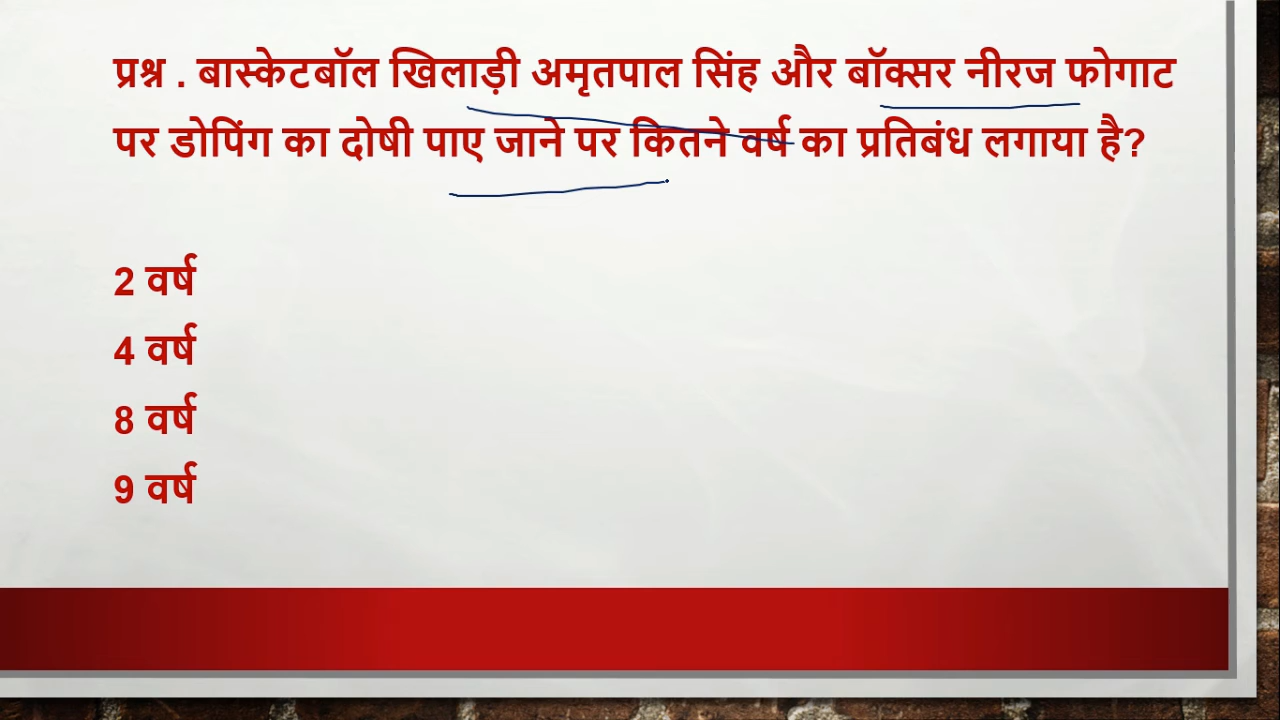 प्रश्न . बास्केटबॉल खिलाड़ी अमृतपाल सिंह और बॉक्सर नीरज फोगाट
पर डोपिंग का दोषी पाए जाने पर कितने वर्ष का प्रतिबंध लगाया है?
2 वर्ष
4 वर्ष
8 वर्ष
9 वर्ष